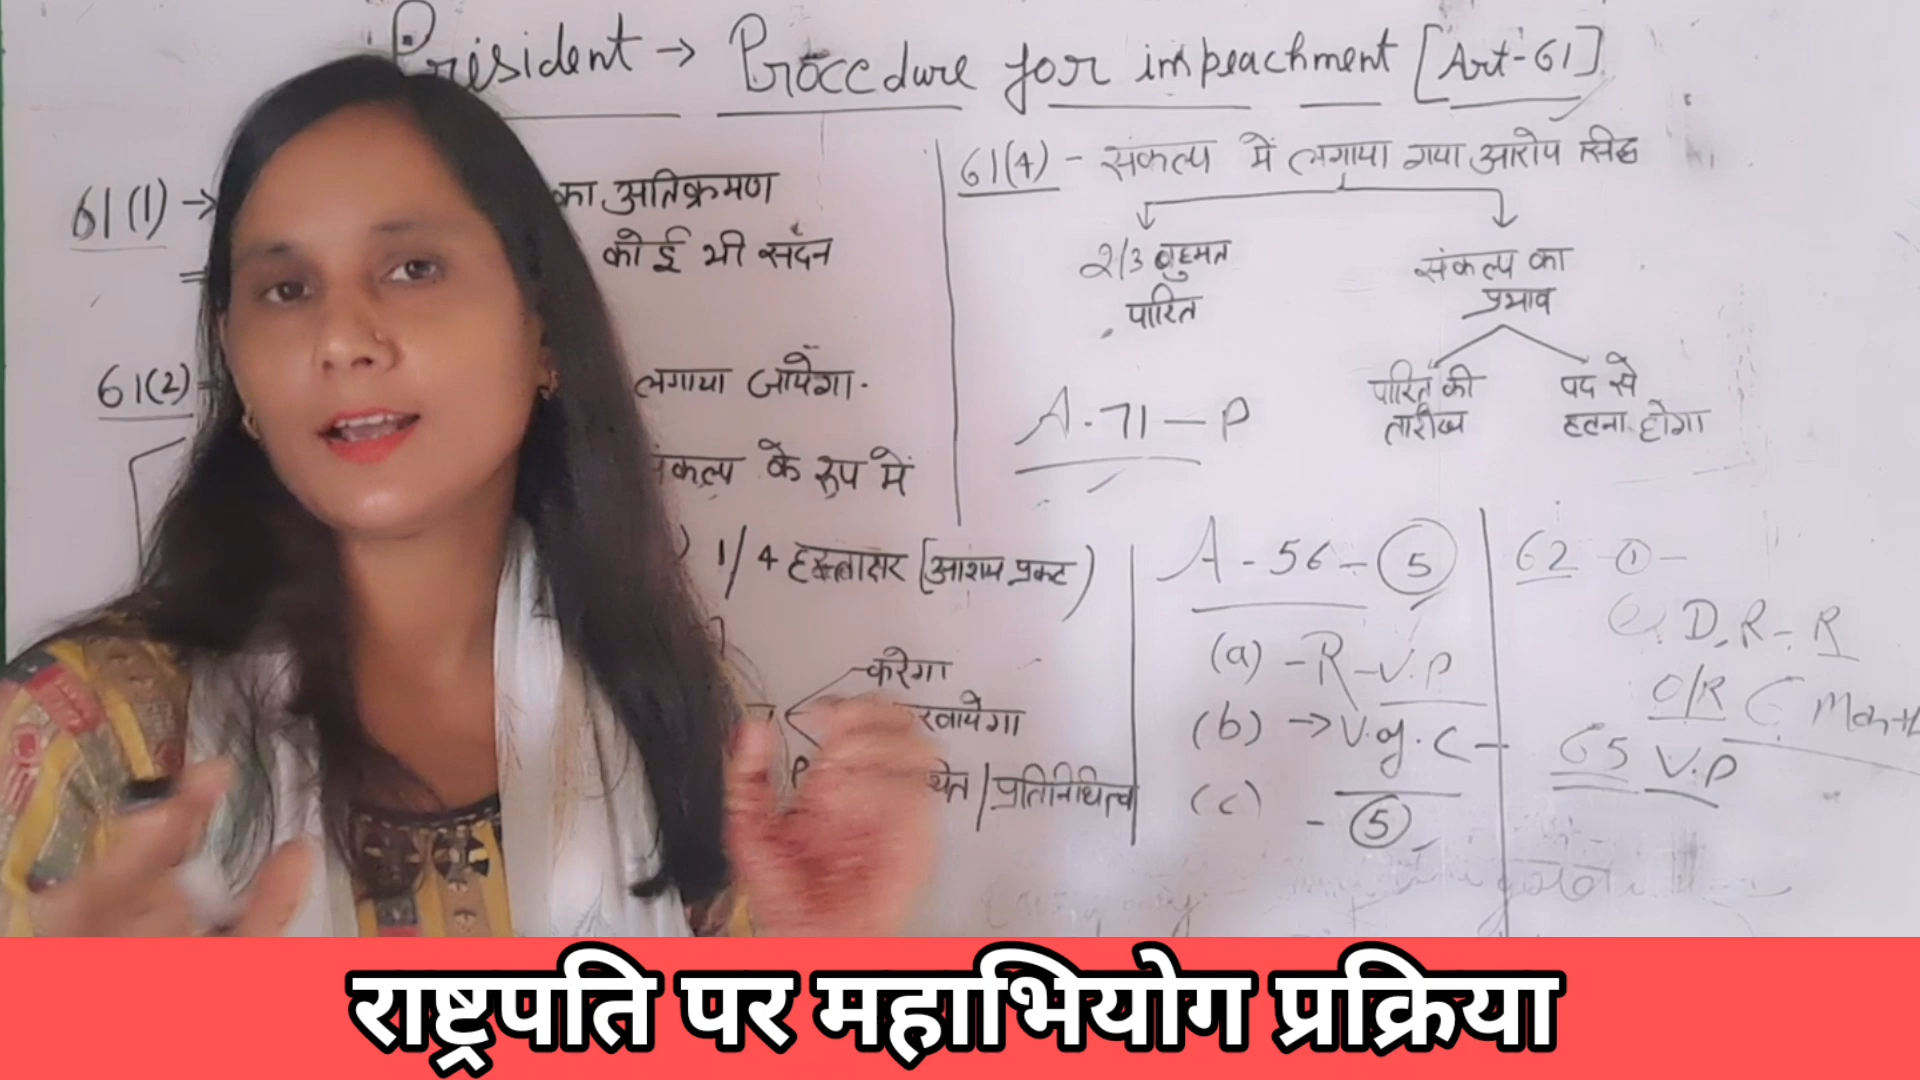 President → Procedure for impeachment [Art-61]
61(1) →
का अतिक्रमण
कोई भी सदन
61(2) -
लगाया जायेगा.
संकल्प के रूप में
1/4 हस्ताक्षर (आशय प्रकट)
करेगा
प्रतिनिधित्व
61(4) - संकल्प में लगाया गया आरोप सिद्ध
2/3 बहुमत
पारित
संकल्प का
प्रभाव
पारित की
तारीख
पद से
हटना होगा
A-71-P
A-56-5
(a) -R-V.P
(b) → V.O.C-
(c)
- 5
62 ① -
D.R-R
O/R
65 V.P
राष्ट्रपति पर महाभियोग प्रक्रिया